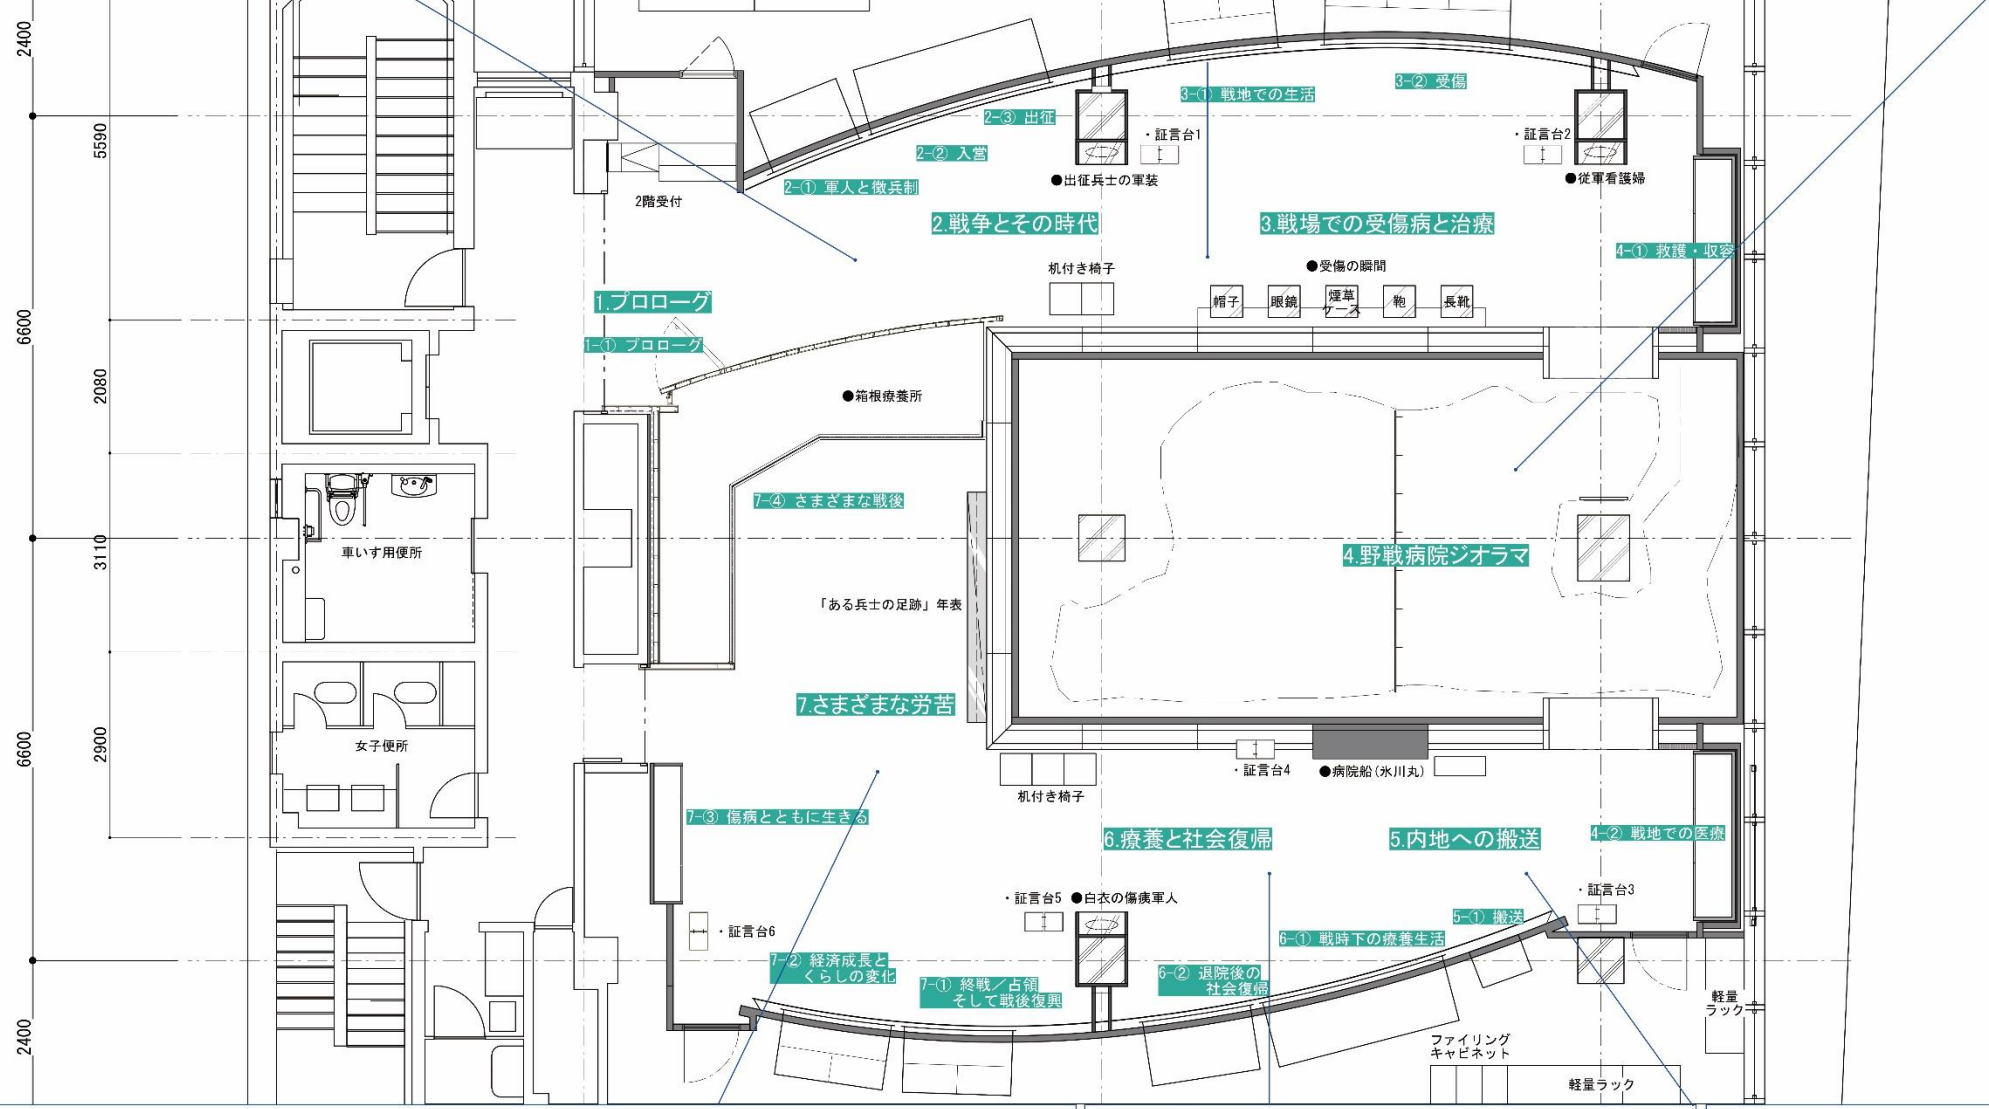 2400
5590
6600
2080
3110
6600
2900
2400
3-② 受傷
3-① 戦地での生活
2-③ 出征
・証言台1
・証言台2
2-② 入営
2-① 軍人と徴兵制
●出征兵士の軍装
●従軍看護婦
2階受付
2.戦争とその時代
3.戦場での受傷病と治療
4-① 救護・収容
机付き椅子
●受傷の瞬間
1.プロローグ
帽子
眼鏡
煙草
ケース
鞄
長靴
1-① プロローグ
●箱根療養所
7-④ さまざまな戦後
車いす用便所
4.野戦病院ジオラマ
「ある兵士の足跡」年表
7.さまざまな労苦
女子便所
・証言台4
●病院船(氷川丸)
机付き椅子
7-③ 傷病とともに生きる
6.療養と社会復帰
5.内地への搬送
4-② 戦地での医療
・証言台5
●白衣の傷痍軍人
・証言台3
5-① 搬送
・証言台6
6-① 戦時下の療養生活
7-② 経済成長と
くらしの変化
7-① 終戦／占領
そして戦後復興
6-② 退院後の
社会復帰
軽量
ラック
ファイリング
キャビネット
軽量ラック